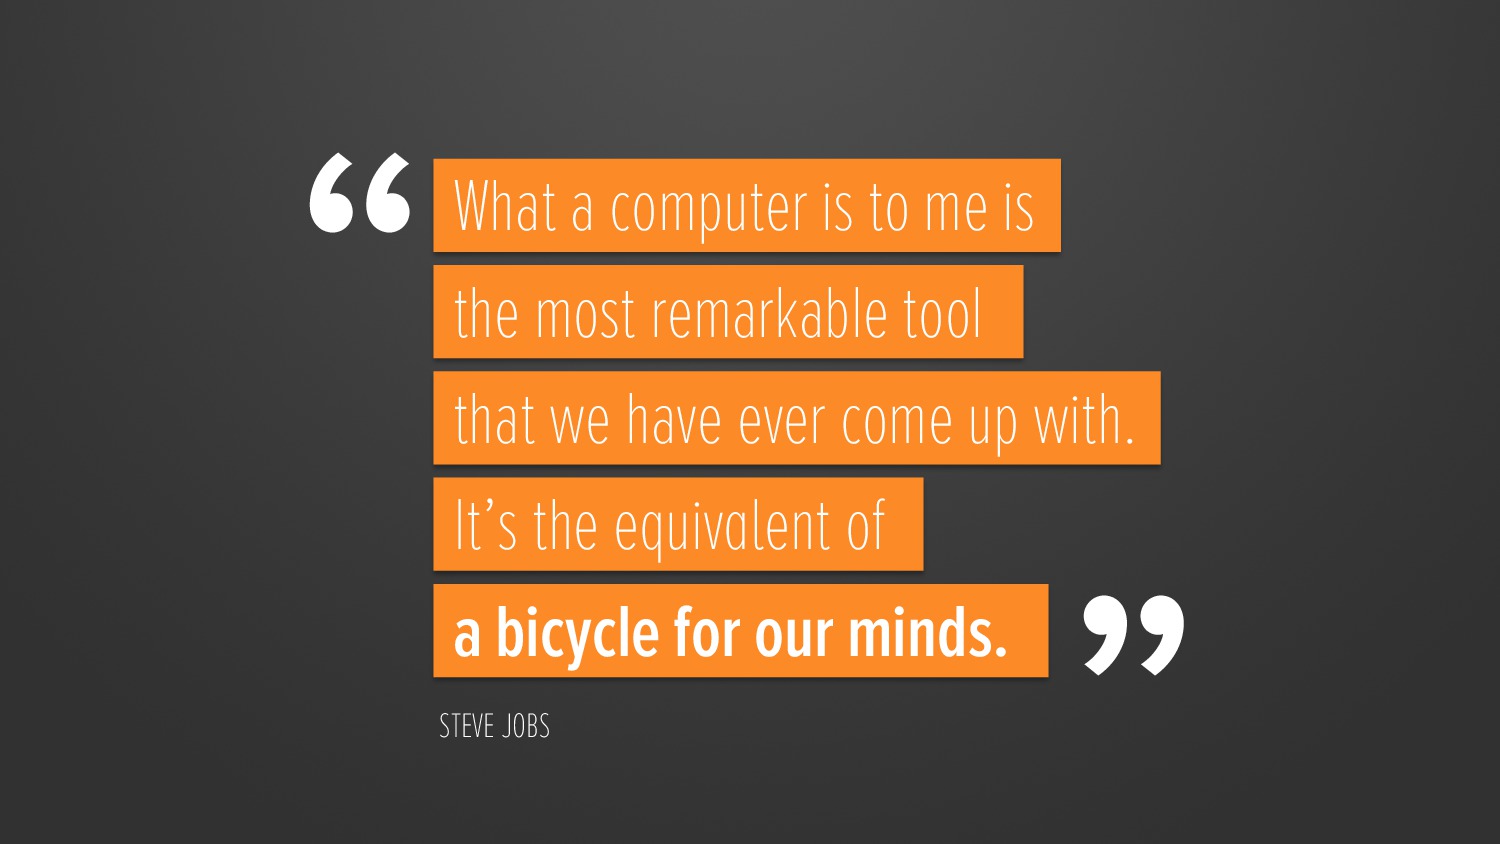 “What a computer is to me is
the most remarkable tool
that we have ever come up with.
It’s the equivalent of
a bicycle for our minds.”
STEVE JOBS